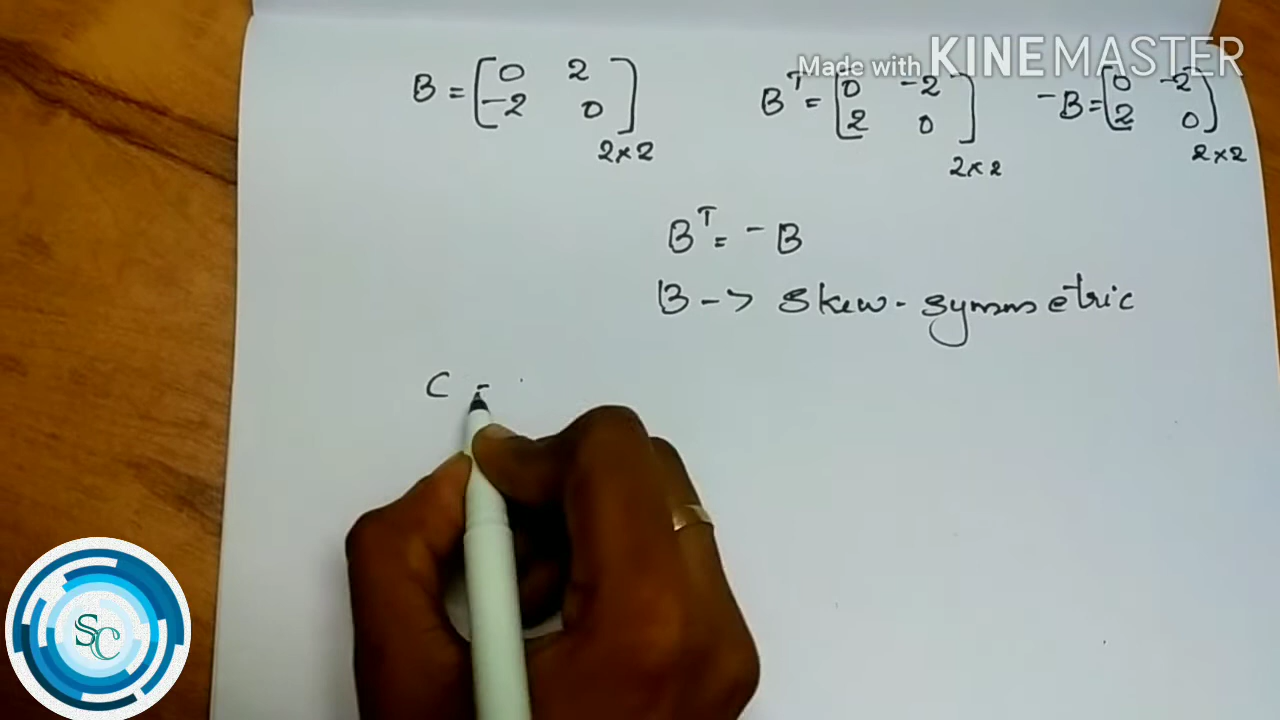 Made with KINEMASTER
B = [ 0 2
-2 0 ] 2×2
B^T = [ 0 -2
2 0 ] 2×2
-B = [ 0 -2
2 0 ] 2×2
B^T = -B
B -> skew-symmetric
C =
SC